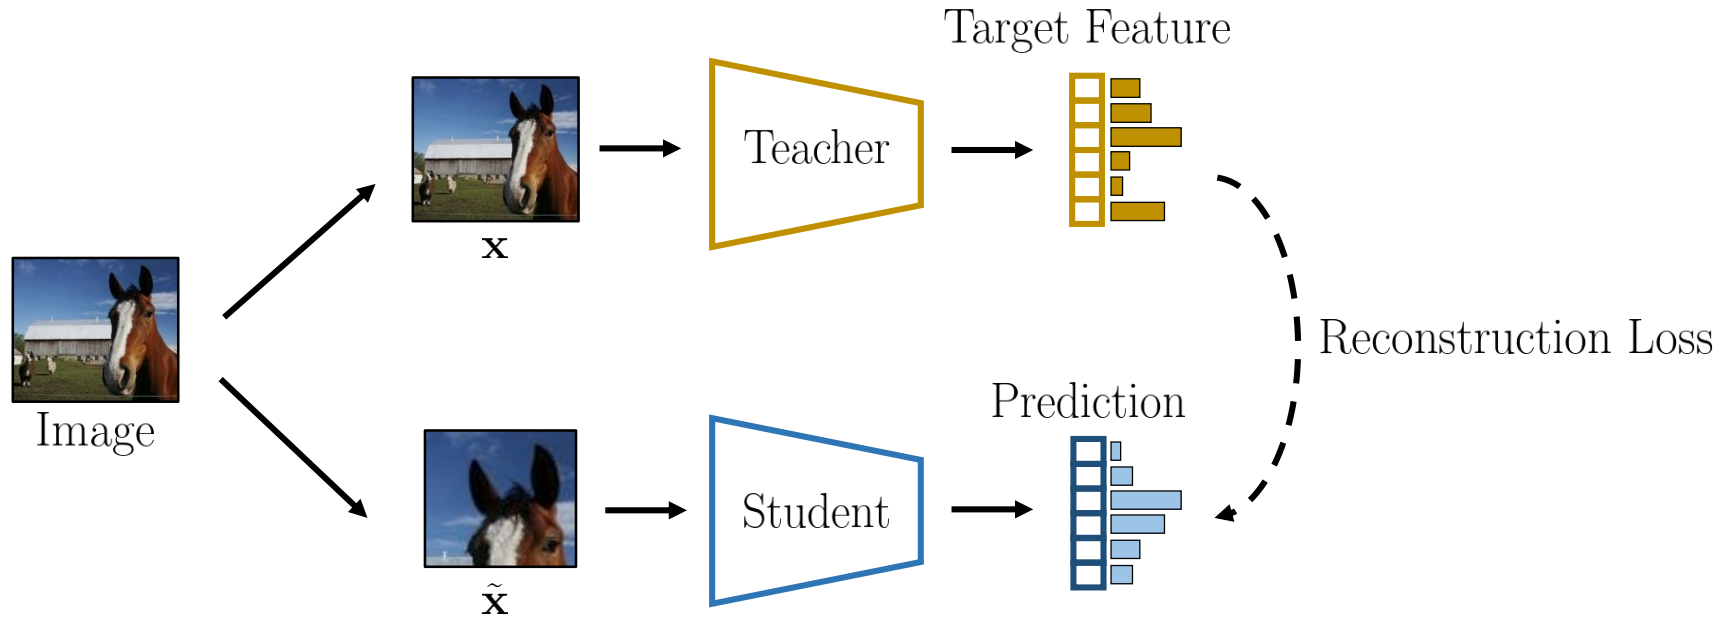 Target Feature
Teacher
x
Image
Reconstruction Loss
Prediction
Student
x̃